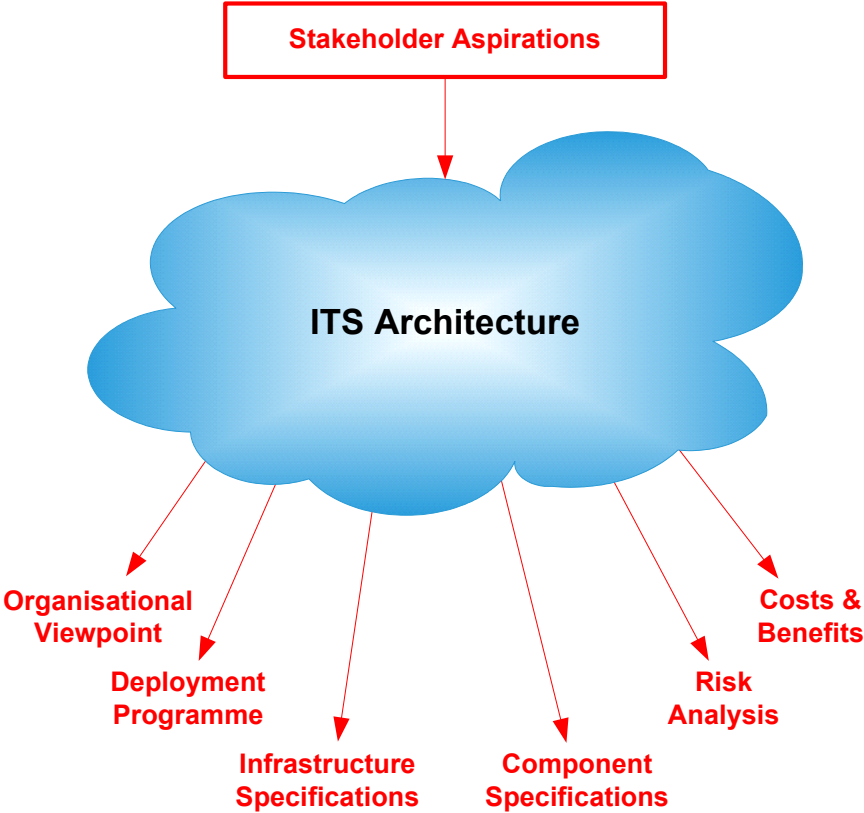 Stakeholder Aspirations
ITS Architecture
Organisational
Viewpoint
Deployment
Programme
Infrastructure
Specifications
Component
Specifications
Risk
Analysis
Costs &
Benefits